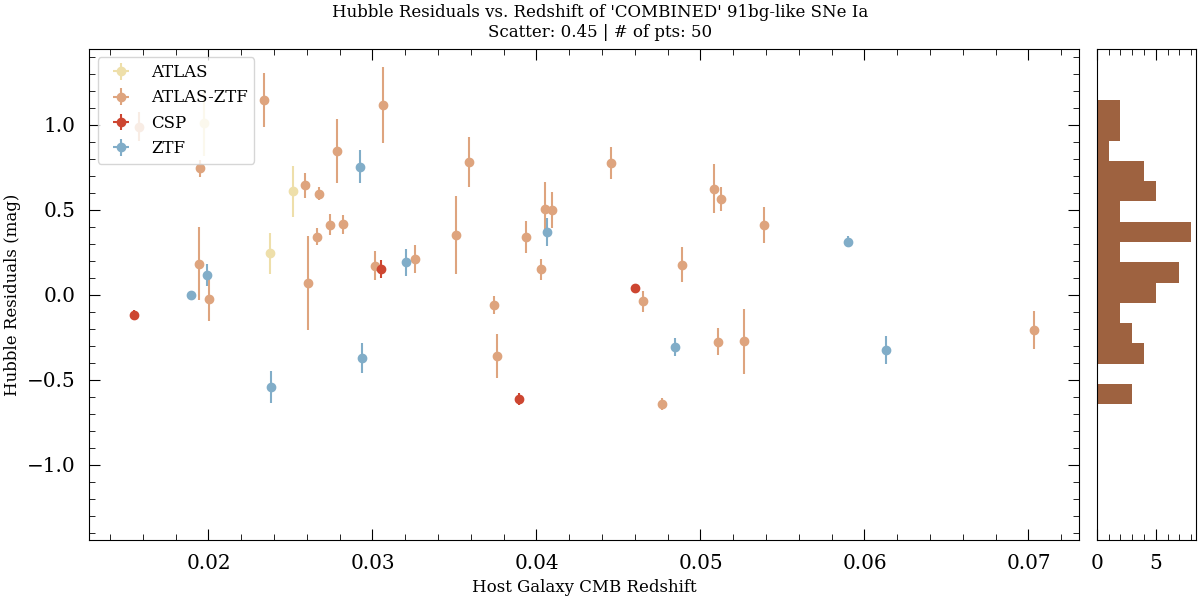 Hubble Residuals vs. Redshift of 'COMBINED' 91bg-like SNe Ia
Scatter: 0.45 | # of pts: 50
ATLAS
ATLAS-ZTF
CSP
ZTF
Hubble Residuals (mag)
1.0
0.5
0.0
−0.5
−1.0
0.02 0.03 0.04 0.05 0.06 0.07
0 5
Host Galaxy CMB Redshift